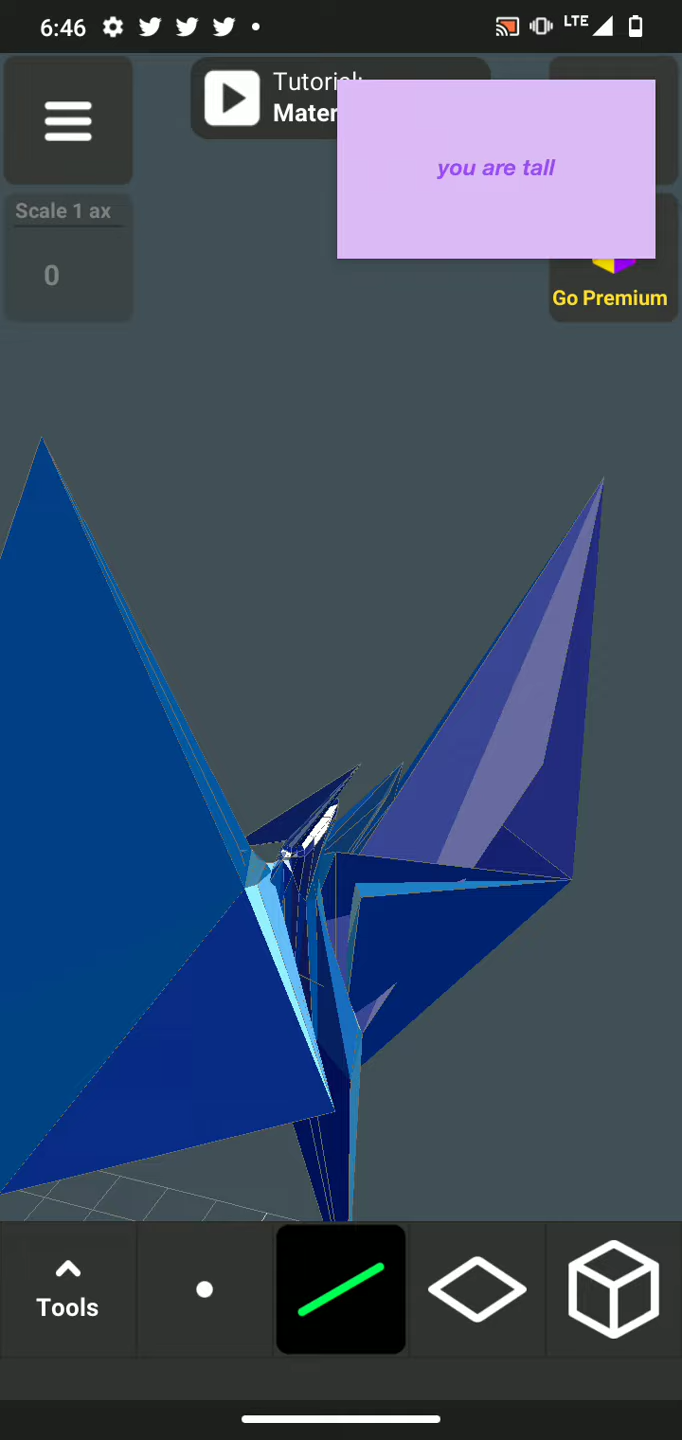 6:46
LTE
Tutorial:
Mater
you are tall
Scale 1 ax
0
Go Premium
Tools